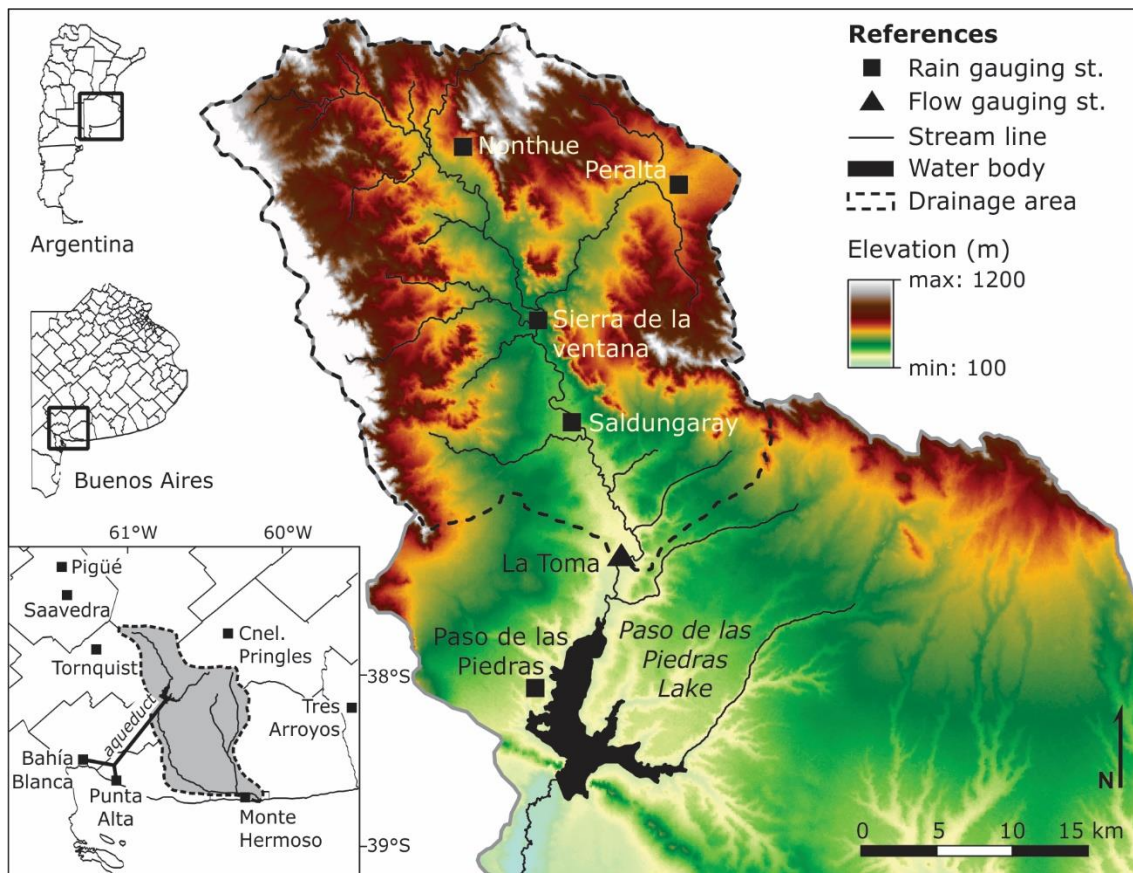 Argentina
Buenos Aires
61°W
60°W
Pigüé
Saavedra
Tornquist
Cnel.
Pringles
aqueduct
Tres
Arroyos
Bahía
Blanca
Punta
Alta
Monte
Hermoso
38°S
39°S
Nonthue
Peralta
Sierra de la
ventana
Saldungaray
La Toma
Paso de las
Piedras
Paso de las
Piedras
Lake
References
Rain gauging st.
Flow gauging st.
Stream line
Water body
Drainage area
Elevation (m)
max: 1200
min: 100
N
0 5 10 15 km